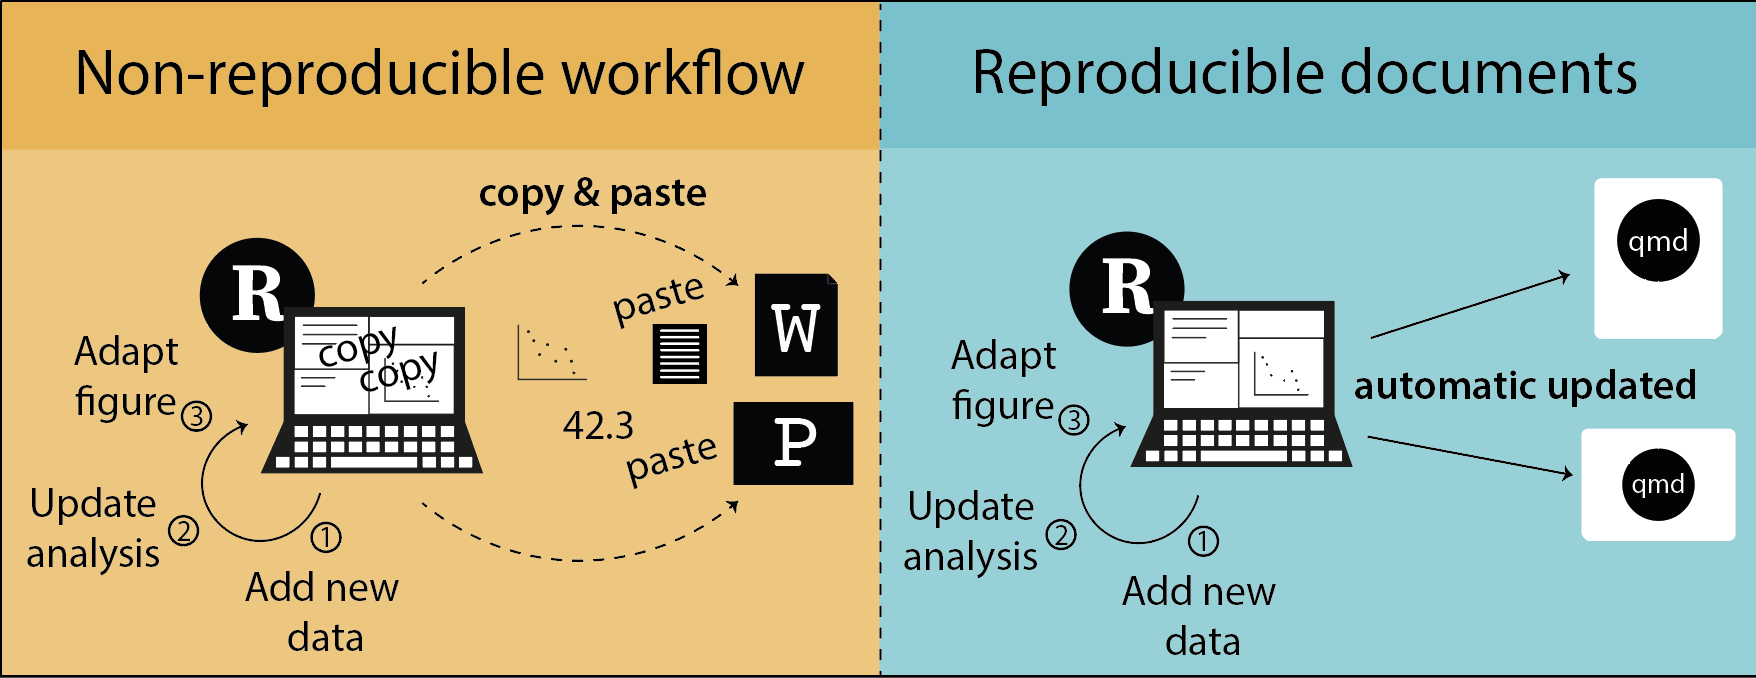 Non-reproducible workflow
copy & paste
R
copy
copy
paste
W
42.3
paste
P
Adapt
figure ③
Update
analysis ②
①
Add new
data
Reproducible documents
R
qmd
automatic updated
qmd
Adapt
figure ③
Update
analysis ②
①
Add new
data